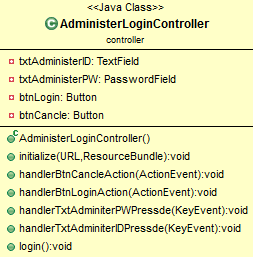 <<Java Class>>
AdministerLoginController
controller
txtAdministerID: TextField
txtAdministerPW: PasswordField
btnLogin: Button
btnCancle: Button
AdministerLoginController()
initialize(URL,ResourceBundle):void
handlerBtnCancleAction(ActionEvent):void
handlerBtnLoginAction(ActionEvent):void
handlerTxtAdminiterPWPressde(KeyEvent):void
handlerTxtAdminiterIDPressde(KeyEvent):void
login():void